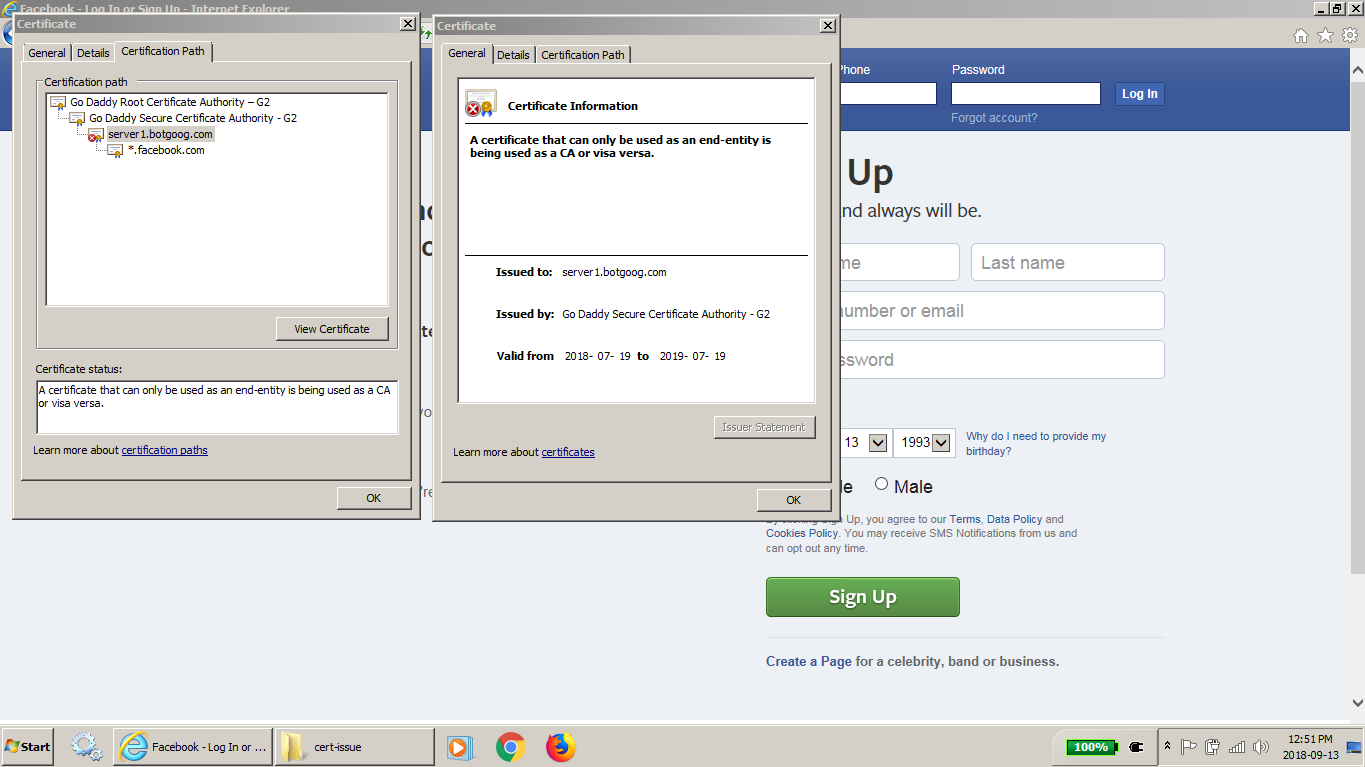 Facebook - Log In or Sign Up - Internet Explorer
Certificate
General
Details
Certification Path
Certification path
Go Daddy Root Certificate Authority – G2
Go Daddy Secure Certificate Authority - G2
server1.botgoog.com
*.facebook.com
View Certificate
Certificate status:
A certificate that can only be used as an end-entity is being used as a CA
or visa versa.
Learn more about certification paths
OK
Certificate
General
Details
Certification Path
Certificate Information
A certificate that can only be used as an end-entity is
being used as a CA or visa versa.
Issued to: server1.botgoog.com
Issued by: Go Daddy Secure Certificate Authority - G2
Valid from 2018- 07- 19 to 2019- 07- 19
Issuer Statement
Learn more about certificates
OK
Phone
Password
Log In
Forgot account?
Up
and always will be.
Last name
number or email
13
1993
Why do I need to provide my
birthday?
Male
By clicking Sign Up, you agree to our Terms, Data Policy and
Cookies Policy. You may receive SMS Notifications from us and
can opt out any time.
Sign Up
Create a Page for a celebrity, band or business.
Start
Facebook - Log In or ...
cert-issue
100%
12:51 PM
2018-09-13